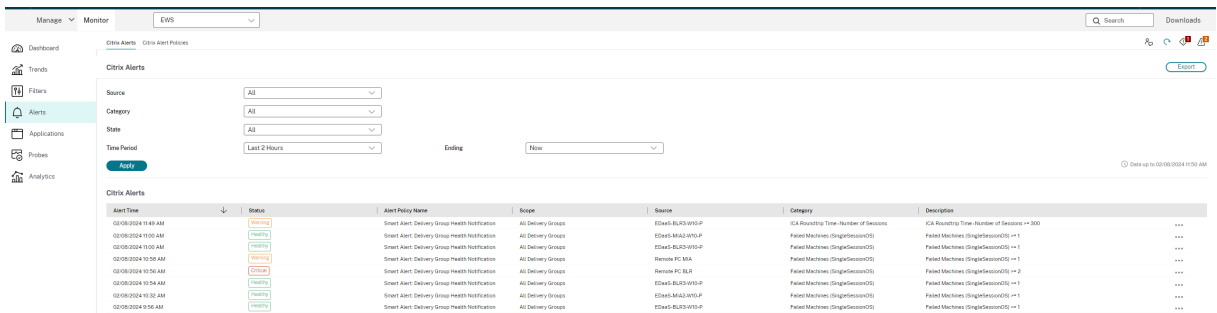 Manage Monitor EWS Search Downloads
Dashboard
Trends
Filters
Alerts
Applications
Probes
Analytics
Citrix Alerts Citrix Alert Policies 1 2
Citrix Alerts Export
Source All
Category All
State All
Time Period Last 2 Hours Ending Now
Apply Data up to 02/08/2024 11:50 AM
Citrix Alerts
Alert Time Status Alert Policy Name Scope Source Category Description
02/08/2024 11:49 AM Warning Smart Alert: Delivery Group Health Notification All Delivery Groups EDaaS-BLR3-W10-P ICA Roundtrip Time-Number of Sessions ICA Roundtrip Time-Number of Sessions >= 300
02/08/2024 11:00 AM Healthy Smart Alert: Delivery Group Health Notification All Delivery Groups EDaaS-MIA2-W10-P Failed Machines (SingleSessionOS) Failed Machines (SingleSessionOS) >= 1
02/08/2024 11:00 AM Healthy Smart Alert: Delivery Group Health Notification All Delivery Groups EDaaS-BLR3-W10-P Failed Machines (SingleSessionOS) Failed Machines (SingleSessionOS) >= 1
02/08/2024 10:58 AM Warning Smart Alert: Delivery Group Health Notification All Delivery Groups Remote PC MIA Failed Machines (SingleSessionOS) Failed Machines (SingleSessionOS) >= 1
02/08/2024 10:56 AM Critical Smart Alert: Delivery Group Health Notification All Delivery Groups Remote PC BLR Failed Machines (SingleSessionOS) Failed Machines (SingleSessionOS) >= 2
02/08/2024 10:54 AM Healthy Smart Alert: Delivery Group Health Notification All Delivery Groups EDaaS-BLR3-W10-P Failed Machines (SingleSessionOS) Failed Machines (SingleSessionOS) >= 1
02/08/2024 10:32 AM Healthy Smart Alert: Delivery Group Health Notification All Delivery Groups EDaaS-MIA2-W10-P Failed Machines (SingleSessionOS) Failed Machines (SingleSessionOS) >= 1
02/08/2024 9:56 AM Healthy Smart Alert: Delivery Group Health Notification All Delivery Groups EDaaS-BLR3-W10-P Failed Machines (SingleSessionOS) Failed Machines (SingleSessionOS) >= 1